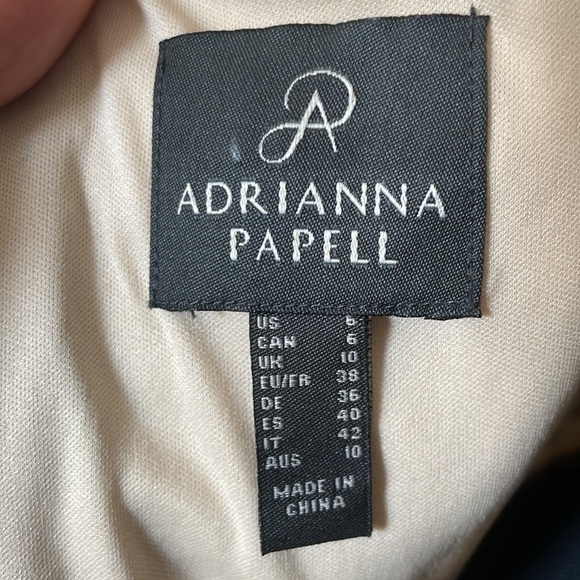 ADRIANNA
PAPELL
US 6
CAN 6
UK 10
EU/FR 38
DE 36
ES 40
IT 42
AUS 10
MADE IN
CHINA